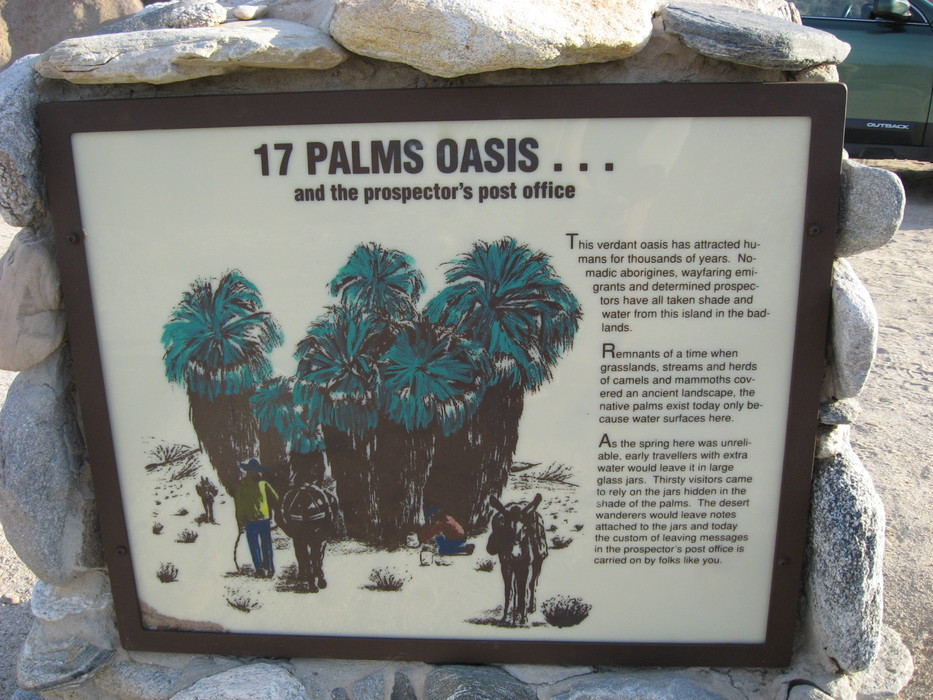 17 PALMS OASIS . . .
and the prospector's post office
This verdant oasis has attracted hu-
mans for thousands of years. No-
madic aborigines, wayfaring emi-
grants and determined prospec-
tors have all taken shade and
water from this island in the bad-
lands.
Remnants of a time when
grasslands, streams and herds
of camels and mammoths cov-
ered an ancient landscape, the
native palms exist today only be-
cause water surfaces here.
As the spring here was unreli-
able, early travellers with extra
water would leave it in large
glass jars. Thirsty visitors came
to rely on the jars hidden in the
shade of the palms. The desert
wanderers would leave notes
attached to the jars and today
the custom of leaving messages
in the prospector's post office is
carried on by folks like you.
OUTBACK